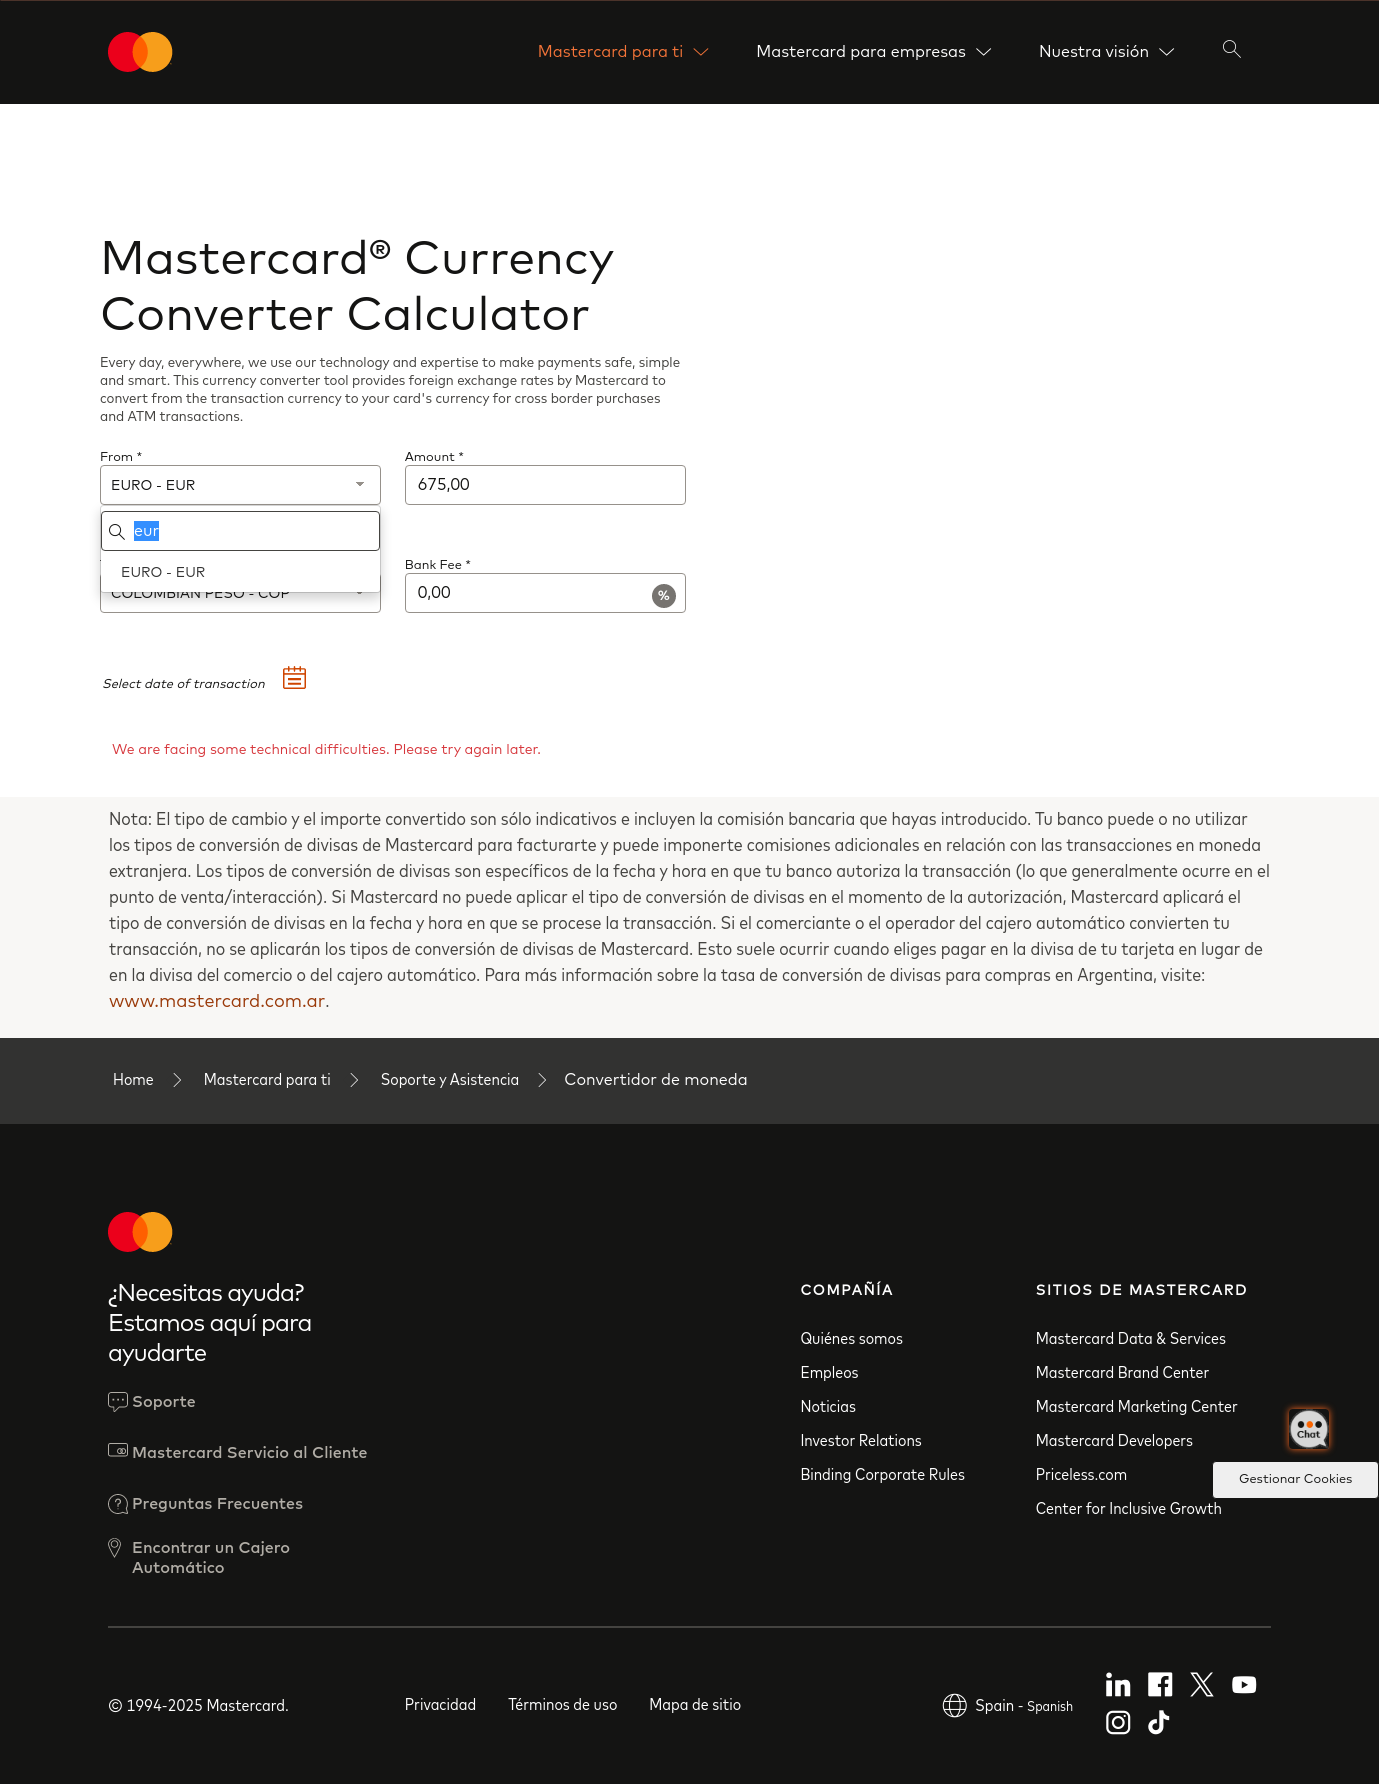 Mastercard para ti
Mastercard para empresas
Nuestra visión
Mastercard® Currency
Converter Calculator
Every day, everywhere, we use our technology and expertise to make payments safe, simple
and smart. This currency converter tool provides foreign exchange rates by Mastercard to
convert from the transaction currency to your card's currency for cross border purchases
and ATM transactions.
From *
Amount *
EURO - EUR
675,00
eur
EURO - EUR
Bank Fee *
COLOMBIAN PESO - COP
0,00
%
Select date of transaction
We are facing some technical difficulties. Please try again later.
Nota: El tipo de cambio y el importe convertido son sólo indicativos e incluyen la comisión bancaria que hayas introducido. Tu banco puede o no utilizar
los tipos de conversión de divisas de Mastercard para facturarte y puede imponerte comisiones adicionales en relación con las transacciones en moneda
extranjera. Los tipos de conversión de divisas son específicos de la fecha y hora en que tu banco autoriza la transacción (lo que generalmente ocurre en el
punto de venta/interacción). Si Mastercard no puede aplicar el tipo de conversión de divisas en el momento de la autorización, Mastercard aplicará el
tipo de conversión de divisas en la fecha y hora en que se procese la transacción. Si el comerciante o el operador del cajero automático convierten tu
transacción, no se aplicarán los tipos de conversión de divisas de Mastercard. Esto suele ocurrir cuando eliges pagar en la divisa de tu tarjeta en lugar de
en la divisa del comercio o del cajero automático. Para más información sobre la tasa de conversión de divisas para compras en Argentina, visite:
www.mastercard.com.ar.
Home
Mastercard para ti
Soporte y Asistencia
Convertidor de moneda
¿Necesitas ayuda?
Estamos aquí para
ayudarte
Soporte
Mastercard Servicio al Cliente
Preguntas Frecuentes
Encontrar un Cajero
Automático
COMPAÑÍA
Quiénes somos
Empleos
Noticias
Investor Relations
Binding Corporate Rules
SITIOS DE MASTERCARD
Mastercard Data & Services
Mastercard Brand Center
Mastercard Marketing Center
Mastercard Developers
Priceless.com
Center for Inclusive Growth
Chat
Gestionar Cookies
© 1994-2025 Mastercard.
Privacidad
Términos de uso
Mapa de sitio
Spain - Spanish